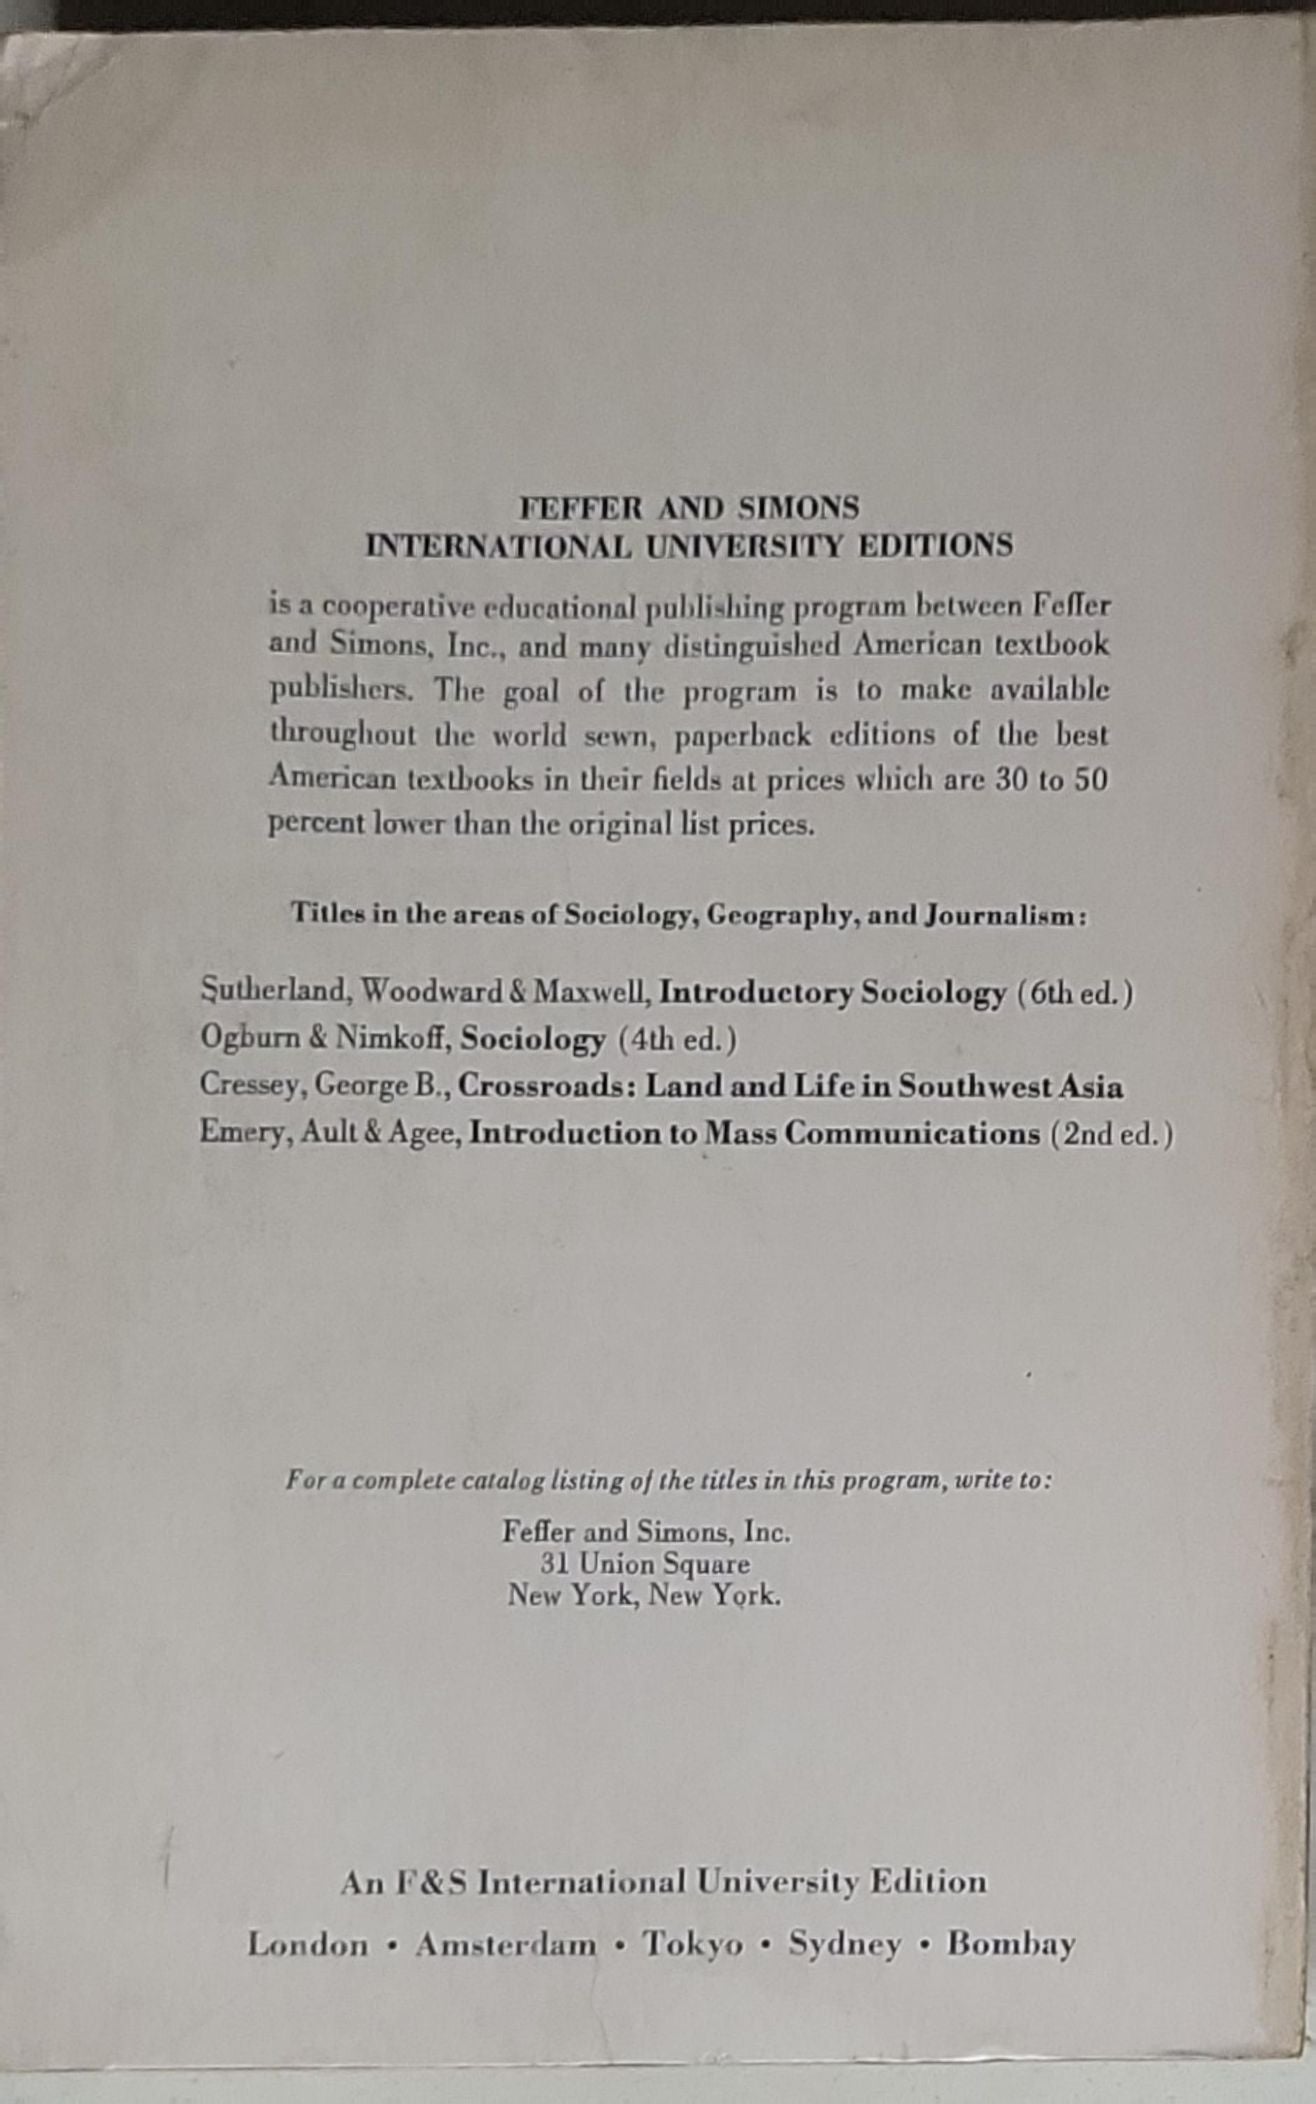 FEFFER AND SIMONS
INTERNATIONAL UNIVERSITY EDITIONS
is a cooperative educational publishing program between Feffer
and Simons, Inc., and many distinguished American textbook
publishers. The goal of the program is to make available
throughout the world sewn, paperback editions of the best
American textbooks in their fields at prices which are 30 to 50
percent lower than the original list prices.
Titles in the areas of Sociology, Geography, and Journalism:
Sutherland, Woodward & Maxwell, Introductory Sociology (6th ed.)
Ogburn & Nimkoff, Sociology (4th ed.)
Cressey, George B., Crossroads: Land and Life in Southwest Asia
Emery, Ault & Agee, Introduction to Mass Communications (2nd ed.)
For a complete catalog listing of the titles in this program, write to:
Feffer and Simons, Inc.
31 Union Square
New York, New York.
An F&S International University Edition
London • Amsterdam • Tokyo • Sydney • Bombay